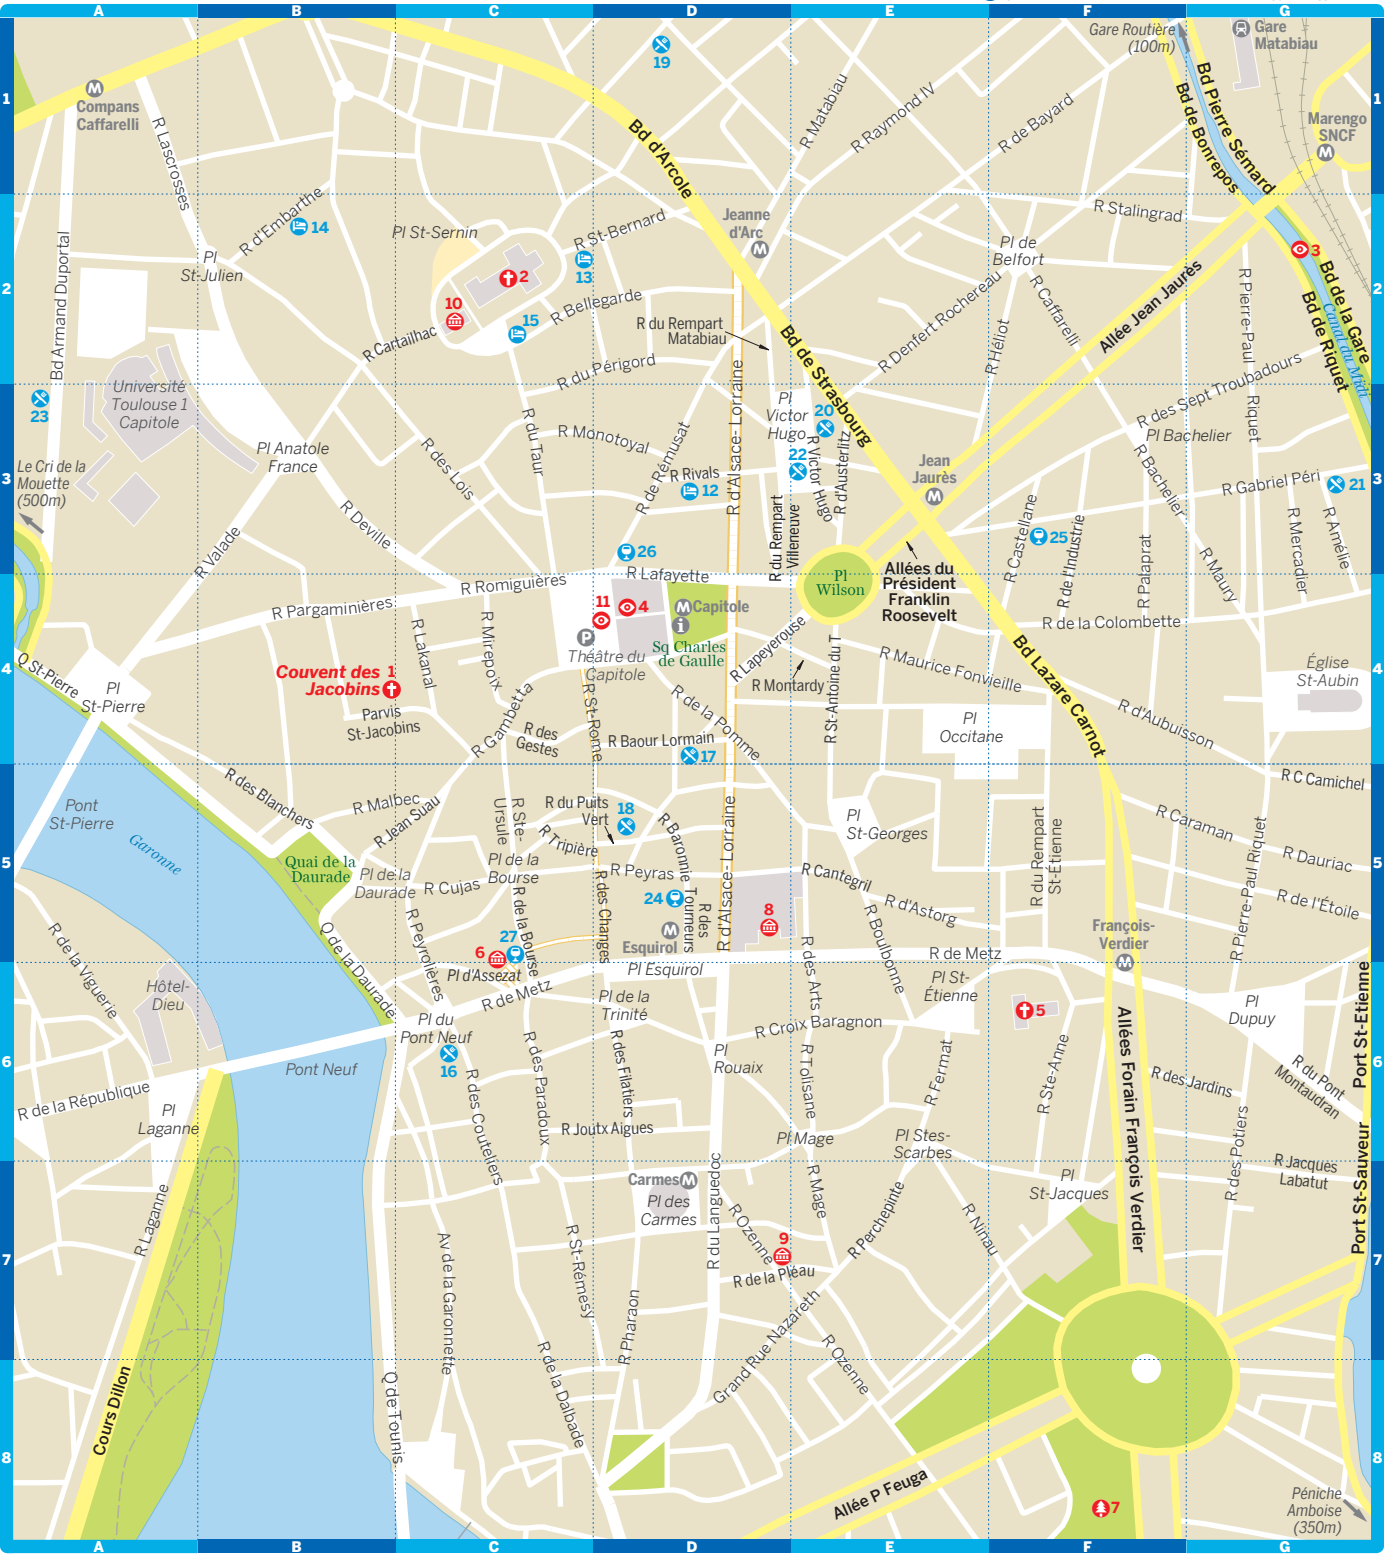 A
B
C
D
E
F
G
1
2
3
4
5
6
7
8
1
2
3
4
5
6
7
8
A
B
C
D
E
F
G
Gare Routière
(100m)
Gare
Matabiau
19
Compans
Caffarelli
R Lascrosses
Bd d'Arcole
R Matabiau
R Raymond IV
R de Bayard
Bd Pierre Sémard
Bd de Bonrepos
Marengo
SNCF
R d'Embarthe
14
Pl St-Sernin
R St-Bernard
13
Jeanne
d'Arc
Pl de
Belfort
R Stalingrad
3
Pl
St-Julien
Bd Armand Duportal
2
10
15
R Bellegarde
R Cartailhac
R du Rempart
Matabiau
R du Périgord
Bd de Strasbourg
R Denfert Rochereau
R Héliot
R Caffarelli
Allée Jean Jaurès
R Pierre-Paul
Riquet
Bd de la Gare
Canal du Midi
Bd de Riquet
Université
Toulouse 1
Capitole
23
Le Cri de la
Mouette
(500m)
Pl Anatole
France
R Valade
R Deville
R des Lois
R du Taur
R Monotoyal
R de Rémusat
R Rivals
12
R d'Alsace-Lorraine
Pl
Victor
Hugo
20
22
R Victor Hugo
R d'Austerlitz
R du Rempart
Villeneuve
Jean
Jaurès
R des Sept Troubadours
Pl Bachelier
R Bachelier
R Gabriel Péri
21
R Mercadier
R Amélie
R Castellane
25
R de l'Industrie
R Palaprat
R Maury
26
R Lafayette
Pl
Wilson
Allées du
Président
Franklin
Roosevelt
R Romiguières
R Pargaminières
R Lakanal
R Mirepoix
11
4
Capitole
Théâtre du
Capitole
Sq Charles
de Gaulle
R Lapeyerouse
R Montardy
R St-Antoine du T
R Maurice Fonvieille
R de la Colombette
Bd Lazare Carnot
Église
St-Aubin
Q St-Pierre
Pl
St-Pierre
Couvent des
Jacobins
1
Parvis
St-Jacobins
R Gambetta
R des
Gestes
R St-Rome
R de la Pomme
R Baour Lormain
17
Pl
Occitane
R d'Aubuisson
R C Camichel
Pont
St-Pierre
Garonne
R des Blanchers
R Malbec
R Jean Suau
R Ste-
Ursule
R du Puits
Vert
18
R Tripière
R Baronnie
R d'Alsace-Lorraine
Pl
St-Georges
R du Rempart
St-Étienne
R Caraman
R Pierre-Paul Riquet
R Dauriac
R de l'Étoile
Quai de la
Daurade
Pl de la
Daurade
R Cujas
Pl de la
Bourse
R de la Bourse
R Peyras
R des Changes
24
Esquirol
R des
Tourneurs
8
R Cantegril
R d'Astorg
R Boulbonne
R de Metz
François-
Verdier
R Peyrolières
Q de la Daurade
27
6
Pl d'Assézat
R de Metz
Pl Esquirol
R des Arts
Pl St-
Étienne
5
Allées Forain François Verdier
Pl
Dupuy
Port St-Etienne
R de la Viguerie
Hôtel-
Dieu
Pont Neuf
Pl du
Pont Neuf
16
R des Couteliers
R des Paradoux
Pl de la
Trinité
R des Filatiers
Pl
Rouaix
R Croix Baragnon
R Tolisane
R Fermat
R Ste-Anne
R des Jardins
R du Pont
Montaudran
R des Potiers
R de la République
Pl
Laganne
R Joutx Aigues
Pl Mage
R Mage
Pl Stes-
Scarbes
Pl
St-Jacques
R Jacques
Labatut
Port St-Sauveur
R Laganne
Carmes
Pl des
Carmes
R du Languedoc
R Ozenne
9
R de la Pléau
R Perchepinte
R Ninau
Av de la Garonnette
R St-Rémesy
R Pharaon
R de la Dalbade
Grand Rue Nazareth
R Ozenne
Cours Dillon
Q de Tounis
Allée P Feuga
7
Péniche
Amboise
(350m)